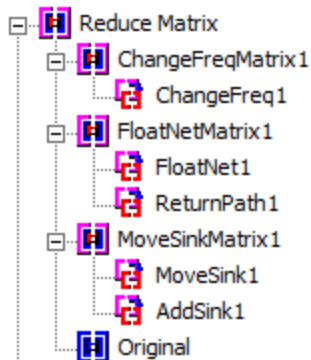 Reduce Matrix
ChangeFreqMatrix1
ChangeFreq1
FloatNetMatrix1
FloatNet1
ReturnPath1
MoveSinkMatrix1
MoveSink1
AddSink1
Original